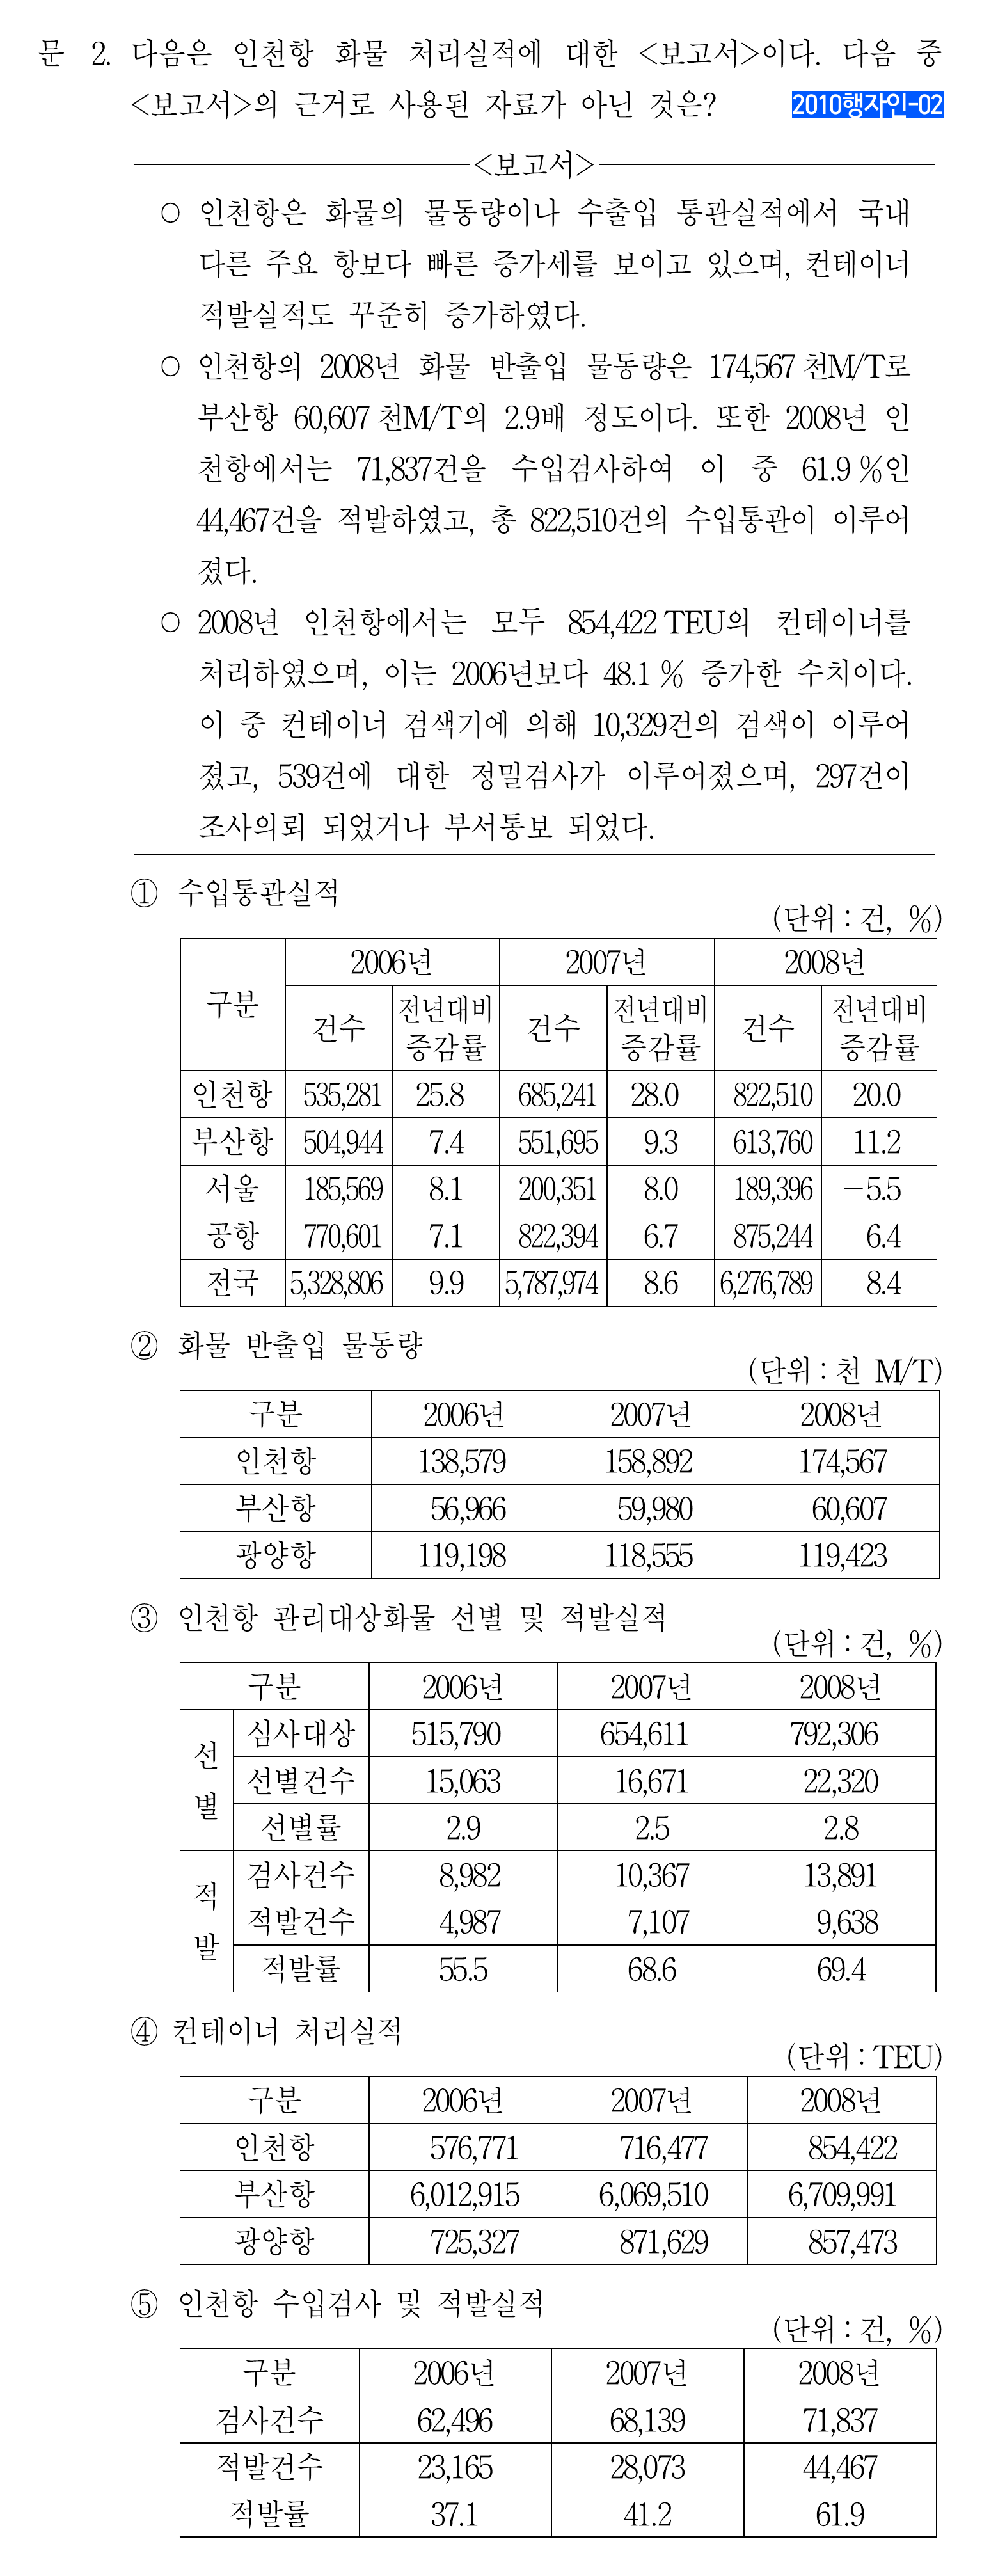 문 2. 다음은 인천항 화물 처리실적에 대한 <보고서>이다. 다음 중
<보고서>의 근거로 사용된 자료가 아닌 것은? 2010행자인-02
<보고서>
○ 인천항은 화물의 물동량이나 수출입 통관실적에서 국내
다른 주요 항보다 빠른 증가세를 보이고 있으며, 컨테이너
적발실적도 꾸준히 증가하였다.
○ 인천항의 2008년 화물 반출입 물동량은 174,567 천M/T로
부산항 60,607 천M/T의 2.9배 정도이다. 또한 2008년 인
천항에서는 71,837건을 수입검사하여 이 중 61.9 %인
44,467건을 적발하였고, 총 822,510건의 수입통관이 이루어
졌다.
○ 2008년 인천항에서는 모두 854,422 TEU의 컨테이너를
처리하였으며, 이는 2006년보다 48.1 % 증가한 수치이다.
이 중 컨테이너 검색기에 의해 10,329건의 검색이 이루어
졌고, 539건에 대한 정밀검사가 이루어졌으며, 297건이
조사의뢰 되었거나 부서통보 되었다.
① 수입통관실적
(단위 : 건, %)
구분 2006년 2007년 2008년
건수 전년대비 증감률 건수 전년대비 증감률 건수 전년대비 증감률
인천항 535,281 25.8 685,241 28.0 822,510 20.0
부산항 504,944 7.4 551,695 9.3 613,760 11.2
서울 185,569 8.1 200,351 8.0 189,396 −5.5
공항 770,601 7.1 822,394 6.7 875,244 6.4
전국 5,328,806 9.9 5,787,974 8.6 6,276,789 8.4
② 화물 반출입 물동량
(단위 : 천 M/T)
구분 2006년 2007년 2008년
인천항 138,579 158,892 174,567
부산항 56,966 59,980 60,607
광양항 119,198 118,555 119,423
③ 인천항 관리대상화물 선별 및 적발실적
(단위 : 건, %)
구분 2006년 2007년 2008년
선별 심사대상 515,790 654,611 792,306
선별건수 15,063 16,671 22,320
선별률 2.9 2.5 2.8
적발 검사건수 8,982 10,367 13,891
적발건수 4,987 7,107 9,638
적발률 55.5 68.6 69.4
④ 컨테이너 처리실적
(단위 : TEU)
구분 2006년 2007년 2008년
인천항 576,771 716,477 854,422
부산항 6,012,915 6,069,510 6,709,991
광양항 725,327 871,629 857,473
⑤ 인천항 수입검사 및 적발실적
(단위 : 건, %)
구분 2006년 2007년 2008년
검사건수 62,496 68,139 71,837
적발건수 23,165 28,073 44,467
적발률 37.1 41.2 61.9